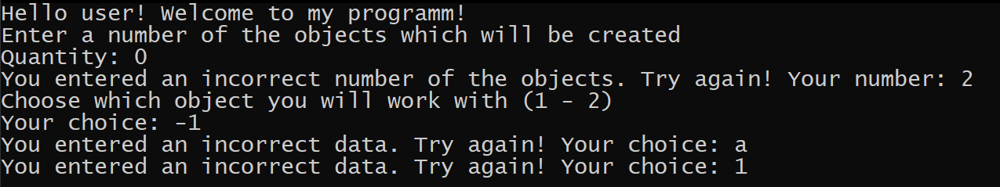 Hello user! Welcome to my programm!
Enter a number of the objects which will be created
Quantity: 0
You entered an incorrect number of the objects. Try again! Your number: 2
Choose which object you will work with (1 - 2)
Your choice: -1
You entered an incorrect data. Try again! Your choice: a
You entered an incorrect data. Try again! Your choice: 1